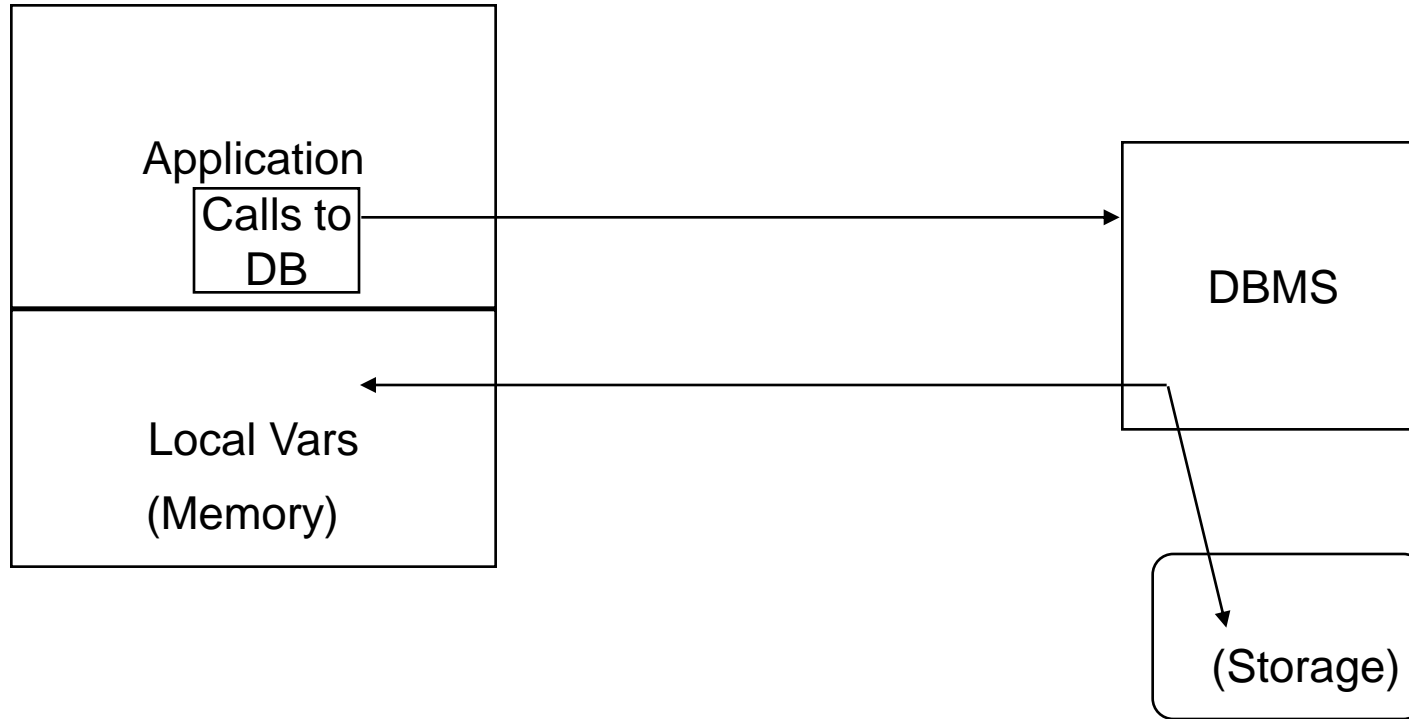 Application
Calls to
DB
DBMS
Local Vars
(Memory)
(Storage)